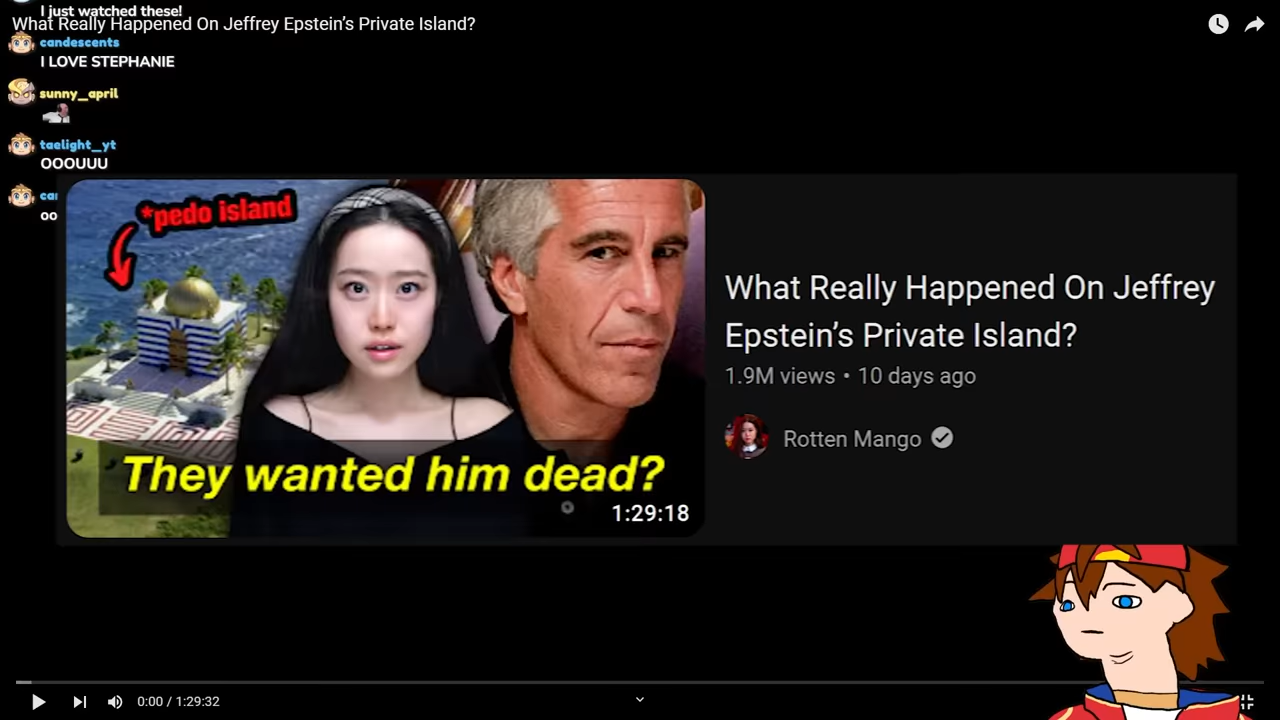 I just watched these!
What Really Happened On Jeffrey Epstein’s Private Island?
candescents
I LOVE STEPHANIE
sunny_april
taelight_yt
OOOUUU
oo
*pedo island
They wanted him dead?
1:29:18
What Really Happened On Jeffrey
Epstein’s Private Island?
1.9M views • 10 days ago
Rotten Mango
0:00 / 1:29:32